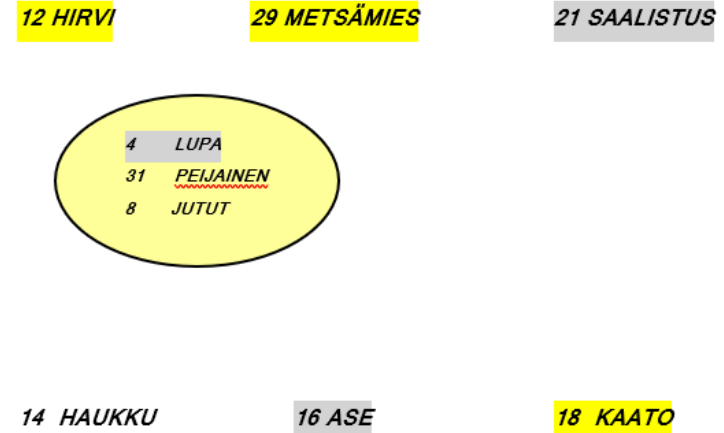 12 HIRVI 29 METSÄMIES 21 SAALISTUS
4 LUPA
31 PEIJAINEN
8 JUTUT
14 HAUKKU 16 ASE 18 KAATO